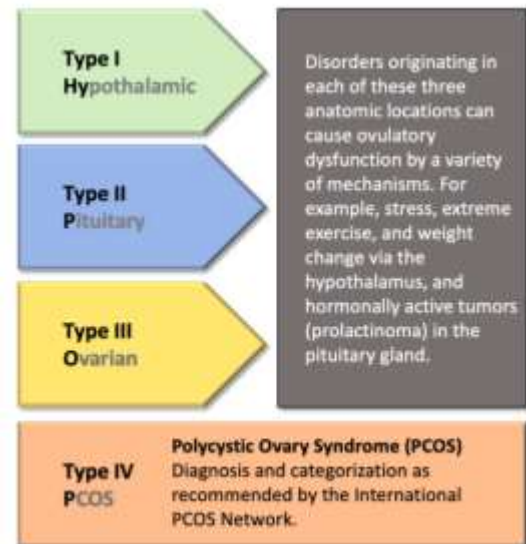 Type I
Hypothalamic
Disorders originating in
each of these three
anatomic locations can
cause ovulatory
dysfunction by a variety
of mechanisms. For
example, stress, extreme
exercise, and weight
change via the
hypothalamus, and
hormonally active tumors
(prolactinoma) in the
pituitary gland.
Type II
Pituitary
Type III
Ovarian
Type IV
PCOS
Polycystic Ovary Syndrome (PCOS)
Diagnosis and categorization as
recommended by the International
PCOS Network.